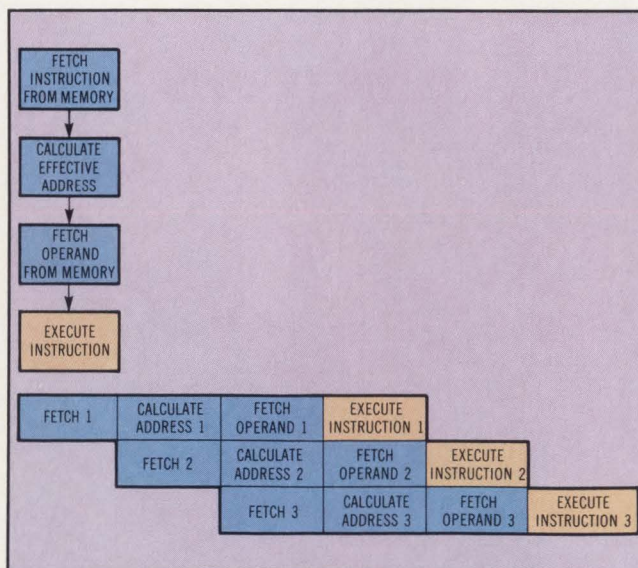 FETCH
INSTRUCTION
FROM MEMORY
CALCULATE
EFFECTIVE
ADDRESS
FETCH
OPERAND
FROM MEMORY
EXECUTE
INSTRUCTION
FETCH 1
CALCULATE
ADDRESS 1
FETCH
OPERAND 1
EXECUTE
INSTRUCTION 1
FETCH 2
CALCULATE
ADDRESS 2
FETCH
OPERAND 2
EXECUTE
INSTRUCTION 2
FETCH 3
CALCULATE
ADDRESS 3
FETCH
OPERAND 3
EXECUTE
INSTRUCTION 3